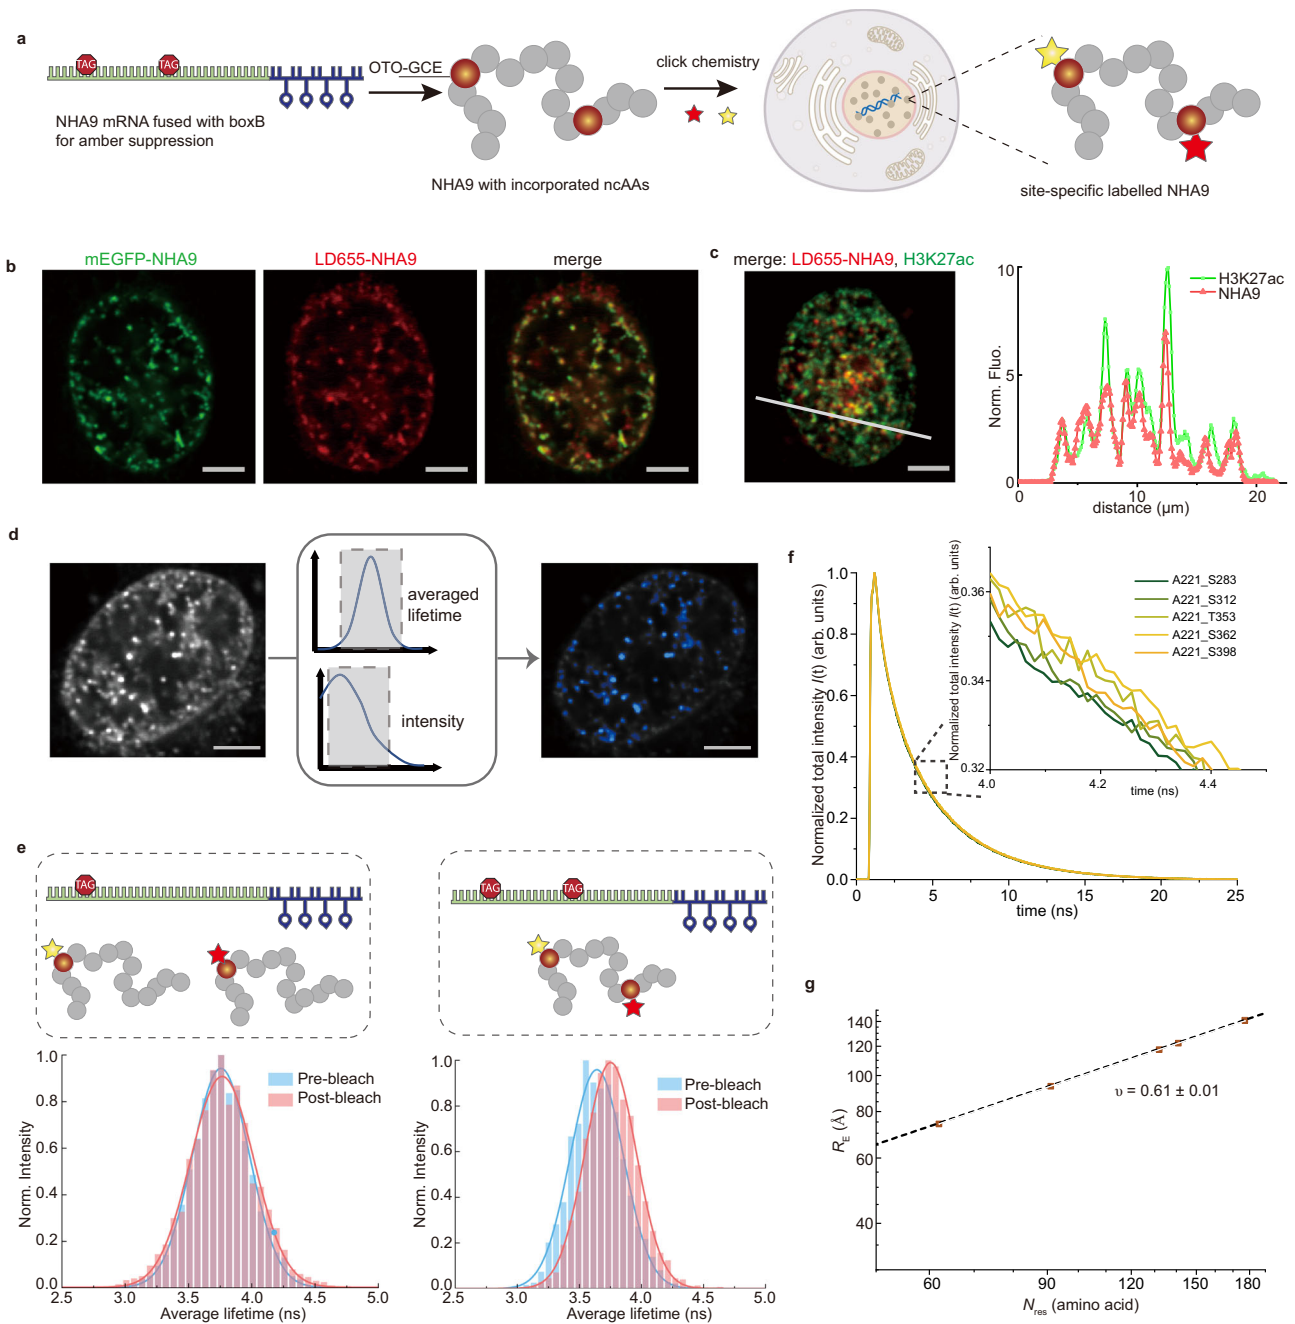 a
TAG
TAG
NHA9 mRNA fused with boxB
for amber suppression
OTO-GCE
NHA9 with incorporated ncAAs
click chemistry
site-specific labelled NHA9
b
mEGFP-NHA9
LD655-NHA9
merge
c
merge: LD655-NHA9, H3K27ac
Norm. Fluo.
10
5
0
0
10
20
distance (µm)
H3K27ac
NHA9
d
averaged
lifetime
intensity
e
TAG
TAG
TAG
Norm. Intensity
1.0
0.8
0.6
0.4
0.2
0.0
2.5
3.0
3.5
4.0
4.5
5.0
Average lifetime (ns)
Pre-bleach
Post-bleach
Norm. Intensity
1.0
0.8
0.6
0.4
0.2
0.0
2.5
3.0
3.5
4.0
4.5
5.0
Average lifetime (ns)
Pre-bleach
Post-bleach
f
Normalized total intensity I(t) (arb. units)
1.0
0.8
0.6
0.4
0.2
0.0
0
5
10
15
20
25
time (ns)
Normalized total intensity I(t) (arb. units)
0.36
0.34
0.32
4.0
4.2
4.4
time (ns)
A221_S283
A221_S312
A221_T353
A221_S362
A221_S398
g
RE (Å)
140
120
100
80
60
40
60
90
120
150
180
Nres (amino acid)
υ = 0.61 ± 0.01